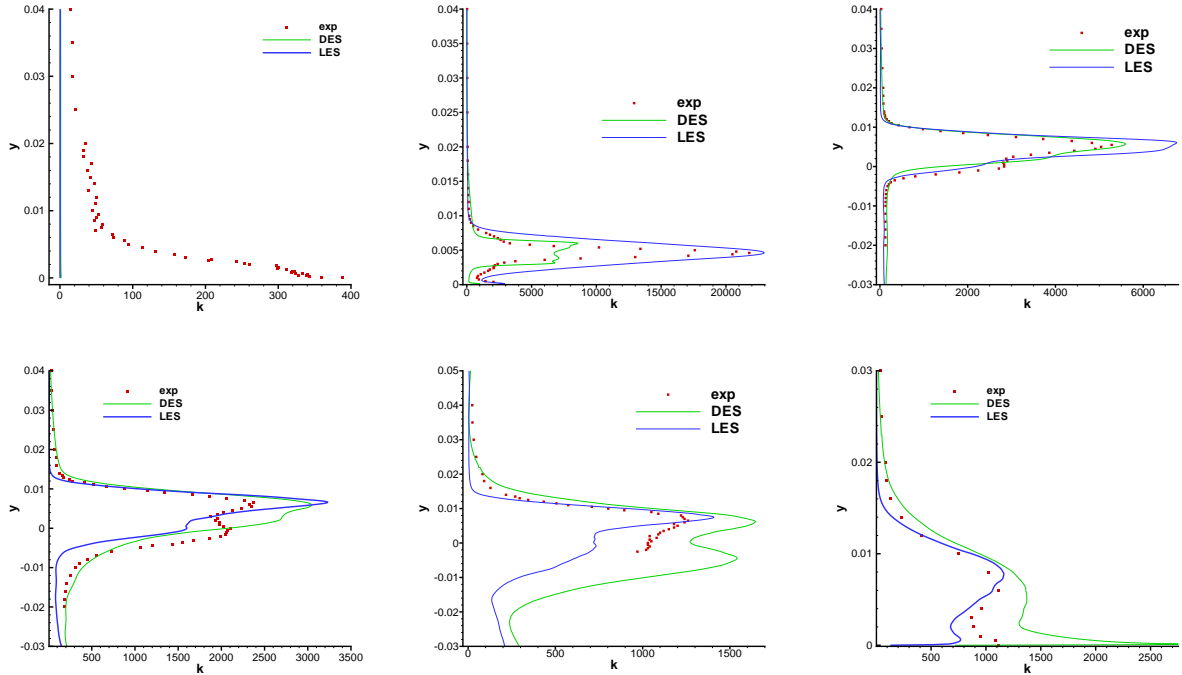 0.04
0.03
0.02
0.01
0
y
0
100
200
300
400
k
exp
DES
LES
0.04
0.035
0.03
0.025
0.02
0.015
0.01
0.005
0
y
0
5000
10000
15000
20000
k
exp
DES
LES
0.04
0.03
0.02
0.01
0
-0.01
-0.02
-0.03
y
0
2000
4000
6000
k
exp
DES
LES
0.04
0.03
0.02
0.01
0
-0.01
-0.02
-0.03
y
500
1000
1500
2000
2500
3000
3500
k
exp
DES
LES
0.05
0.04
0.03
0.02
0.01
0
-0.01
-0.02
-0.03
y
0
500
1000
1500
k
exp
DES
LES
0.03
0.02
0.01
0
y
500
1000
1500
2000
2500
k
exp
DES
LES